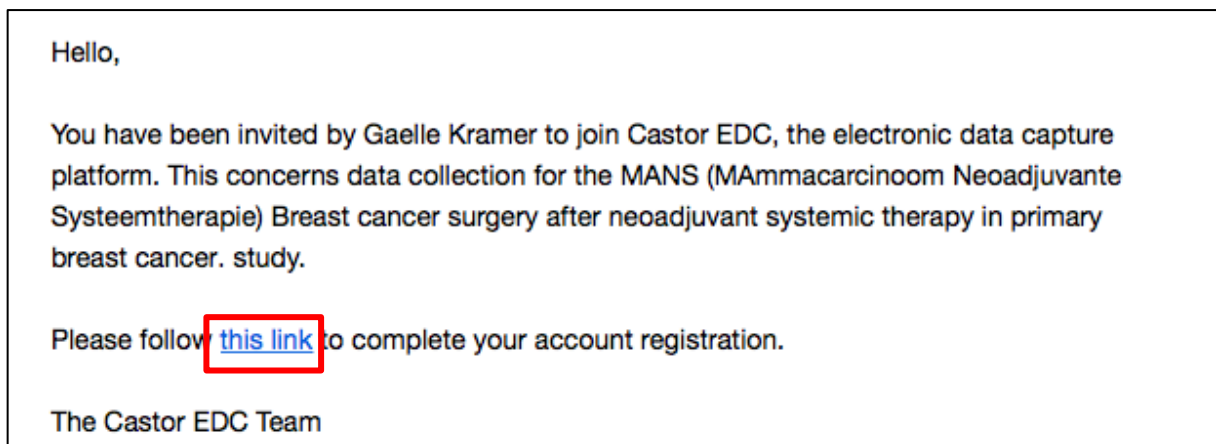 Hello,
You have been invited by Gaelle Kramer to join Castor EDC, the electronic data capture
platform. This concerns data collection for the MANS (MAmmacarcinoom Neoadjuvante
Systeemtherapie) Breast cancer surgery after neoadjuvant systemic therapy in primary
breast cancer. study.
Please follow this link to complete your account registration.
The Castor EDC Team